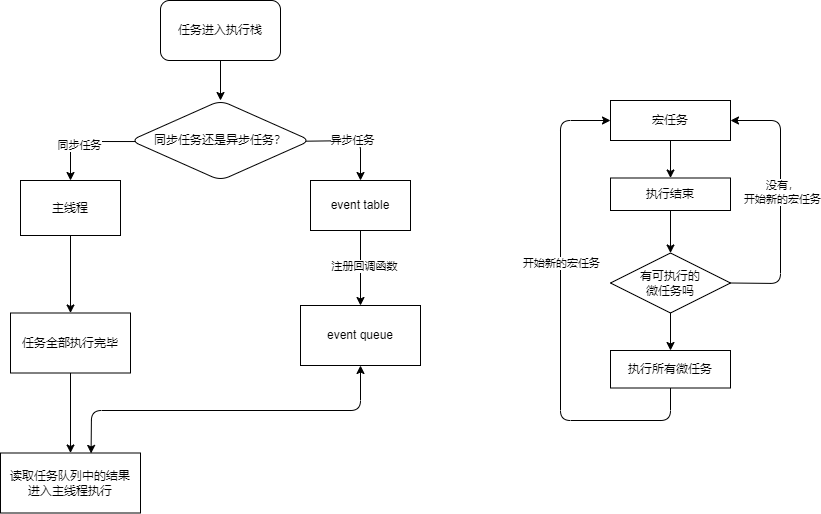 任务进入执行栈
同步任务还是异步任务?
同步任务
异步任务
主线程
event table
注册回调函数
任务全部执行完毕
event queue
读取任务队列中的结果
进入主线程执行
宏任务
执行结束
没有，
开始新的宏任务
开始新的宏任务
有可执行的
微任务吗
执行所有微任务